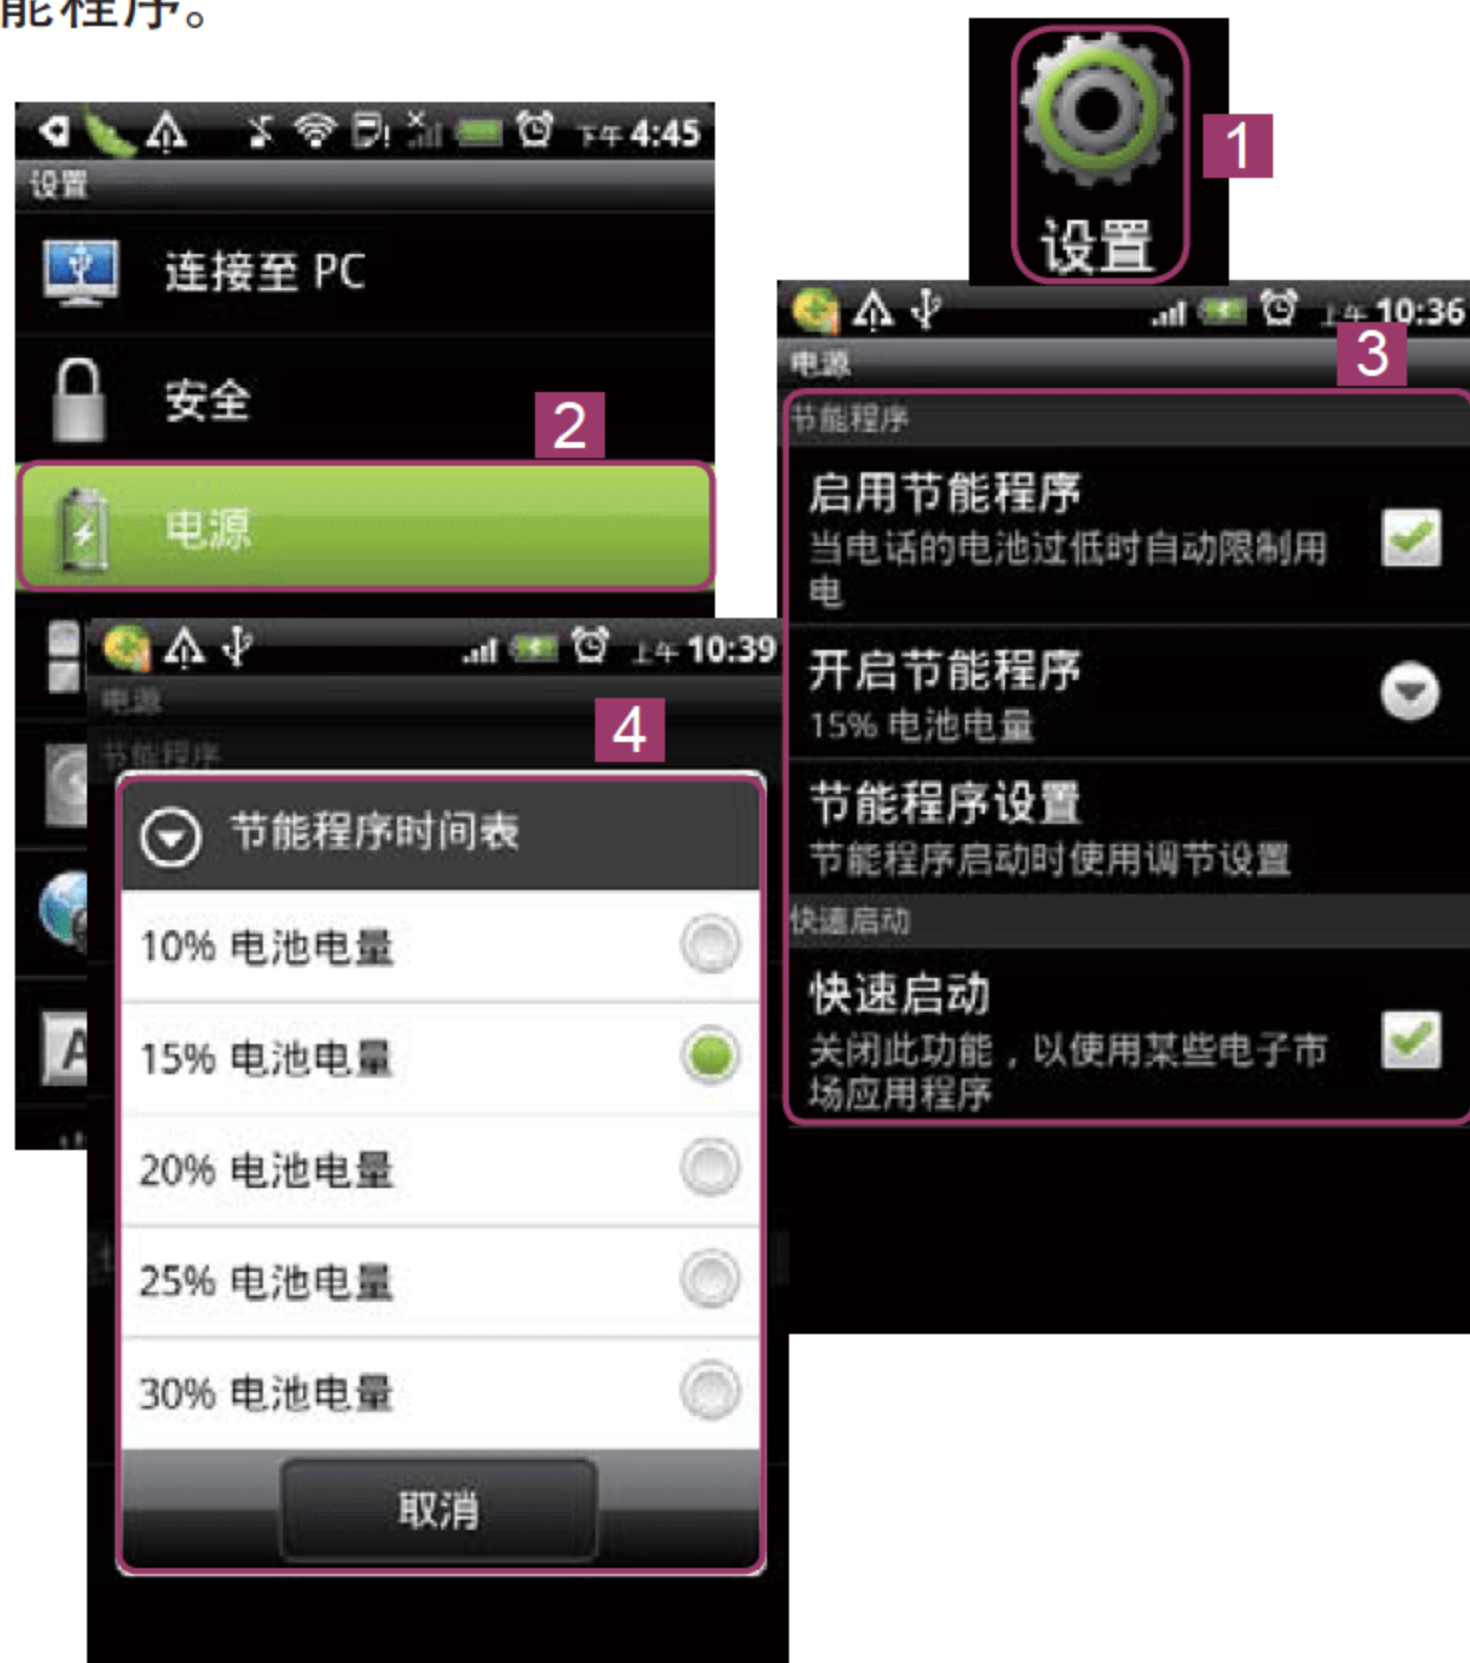 能程序。
设置
1
下午 4:45
设置
连接至 PC
安全
2
电源
上午 10:36
3
电源
节能程序
启用节能程序
当电话的电池过低时自动限制用
电
开启节能程序
15% 电池电量
节能程序设置
节能程序启动时使用调节设置
快速启动
快速启动
关闭此功能，以使用某些电子市
场应用程序
上午 10:39
电源
4
节能程序
节能程序时间表
10% 电池电量
15% 电池电量
20% 电池电量
25% 电池电量
30% 电池电量
取消
A